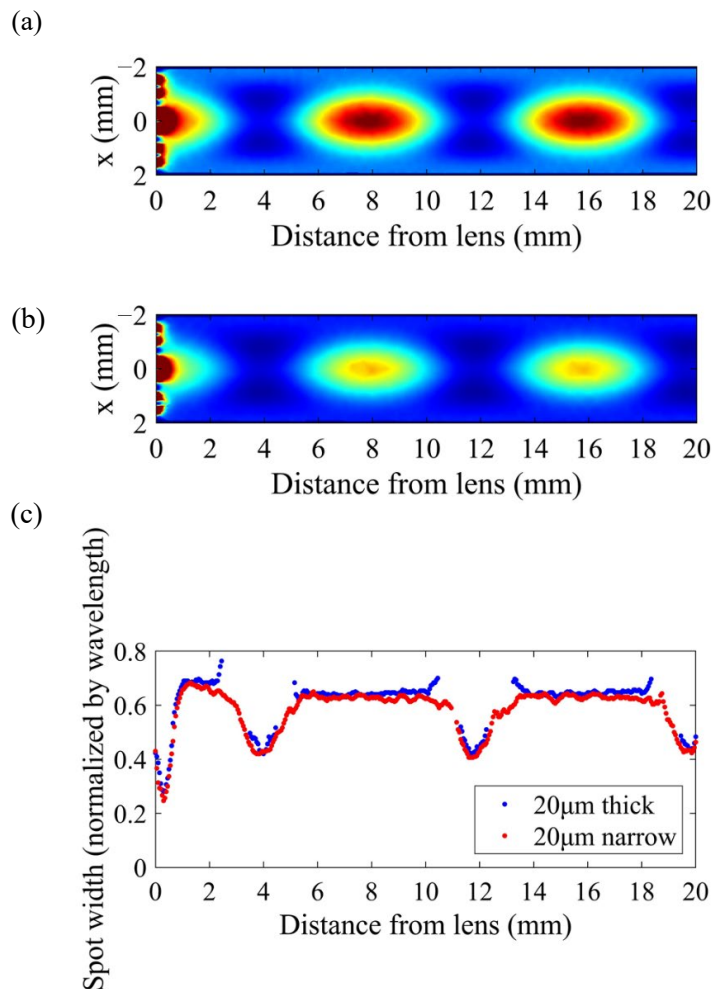 (a)
−2
0
2
x (mm)
0 2 4 6 8 10 12 14 16 18 20
Distance from lens (mm)
(b)
−2
0
2
x (mm)
0 2 4 6 8 10 12 14 16 18 20
Distance from lens (mm)
(c)
Spot width (normalized by wavelength)
0.8
0.6
0.4
0.2
0
20μm thick
20μm narrow
0 2 4 6 8 10 12 14 16 18 20
Distance from lens (mm)